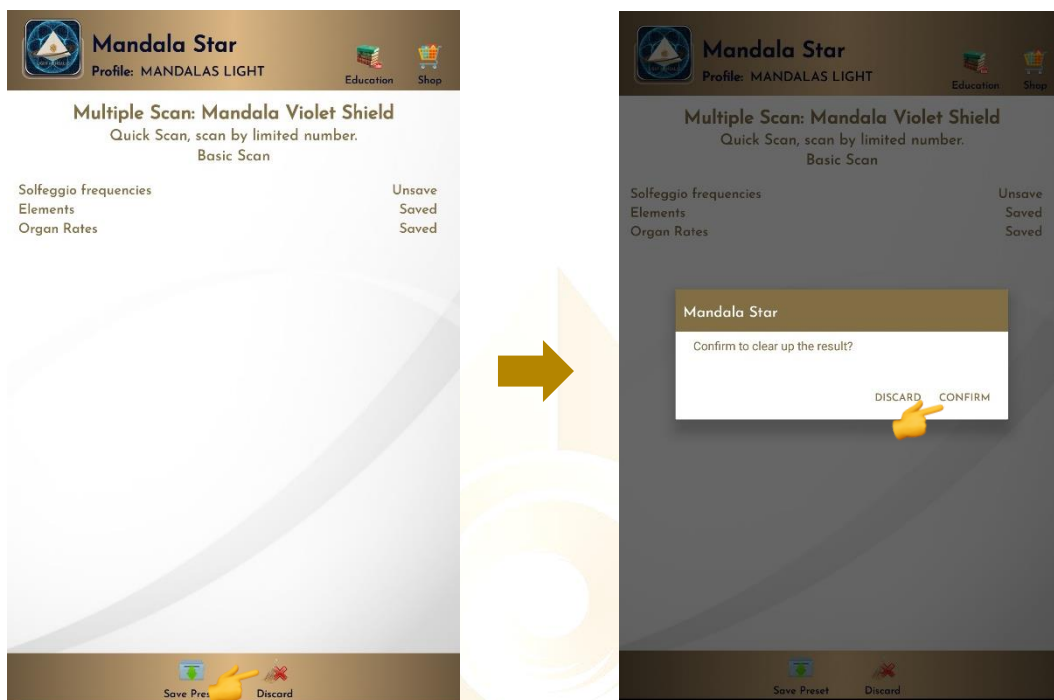 Mandala Star
Profile: MANDALAS LIGHT
Education
Shop
Multiple Scan: Mandala Violet Shield
Quick Scan, scan by limited number.
Basic Scan
Solfeggio frequencies Unsave
Elements Saved
Organ Rates Saved
Save Pres
Discard
Mandala Star
Profile: MANDALAS LIGHT
Education
Shop
Multiple Scan: Mandala Violet Shield
Quick Scan, scan by limited number.
Basic Scan
Solfeggio frequencies Unsave
Elements Saved
Organ Rates Saved
Mandala Star
Confirm to clear up the result?
DISCARD CONFIRM
Save Preset
Discard